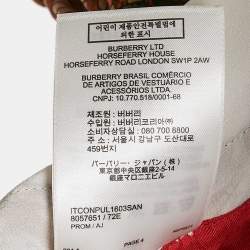 어린이 제품안전특별법에
의한 표시
BURBERRY LTD
HORSEFERRY HOUSE
HORSEFERRY ROAD LONDON SW1P 2AW
BURBERRY BRASIL COMÉRCIO
DE ARTIGOS DE VESTUÁRIO E
ACESSÓRIOS LTDA.
CNPJ: 10.770.518/0001-68
제조원 : 버버리
수입원 : 버버리코리아㈜
소비자상담 : 080 700 8800
주소 : 서울시 강남구 도산대로
459번지
バーバリー・ジャパン(株)
東京都中央区銀座2-5-14
銀座マロニエビル
ITCONPUL1603SAN
8057651 / 72E
PROM / AJ
PAGE 4